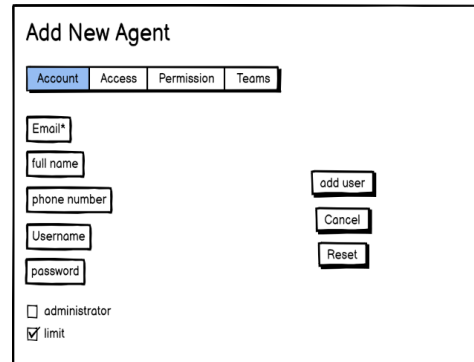 Add New Agent
Account Access Permission Teams
Email*
full name
phone number
Username
password
administrator
limit
add user
Cancel
Reset